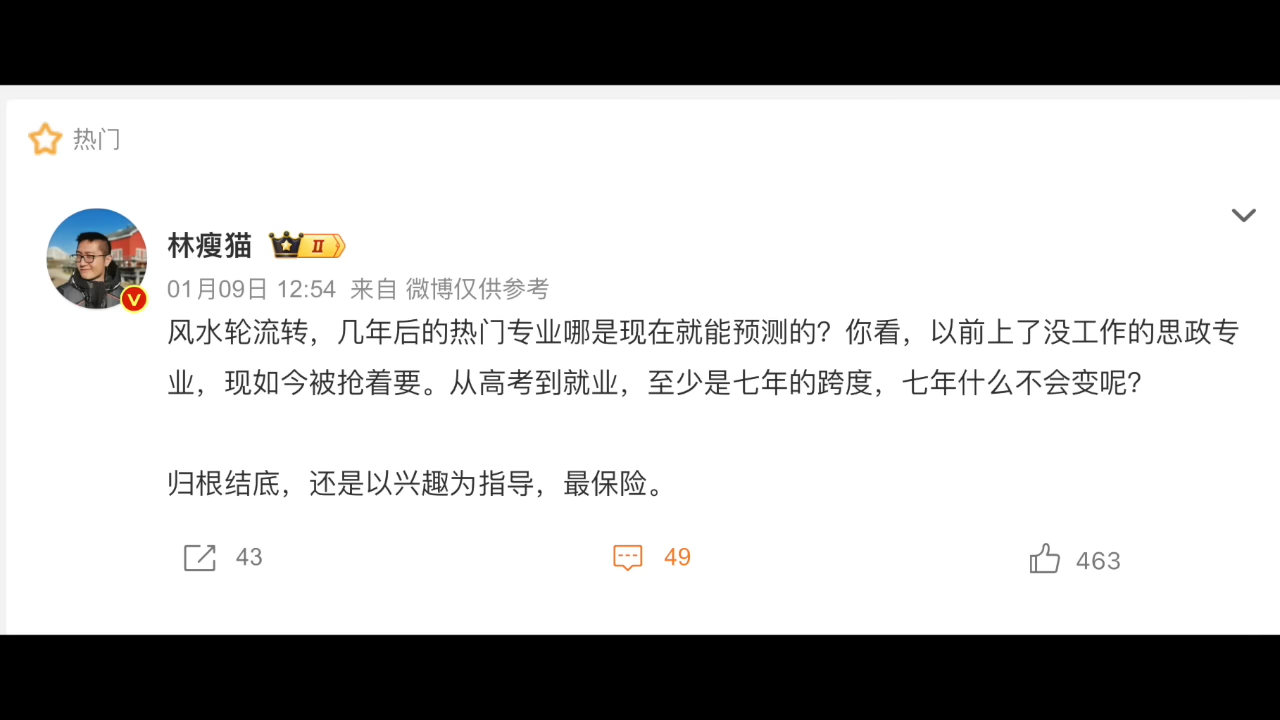 热门
林瘦猫 II
01月09日 12:54 来自 微博仅供参考
风水轮流转，几年后的热门专业哪是现在就能预测的？你看，以前上了没工作的思政专
业，现如今被抢着要。从高考到就业，至少是七年的跨度，七年什么不会变呢？
归根结底，还是以兴趣为指导，最保险。
43 49 463